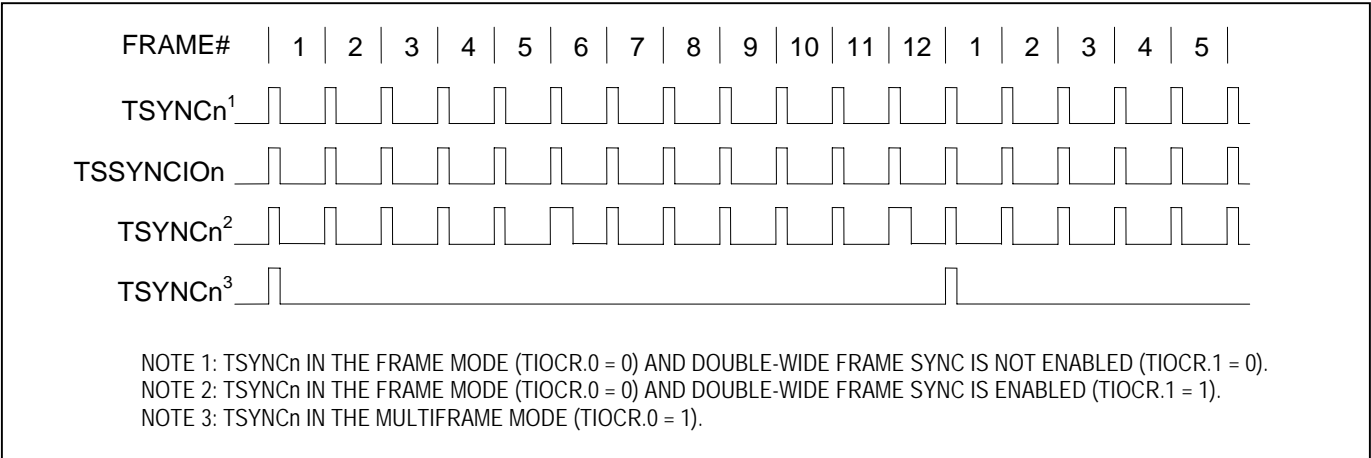 FRAME# 1 2 3 4 5 6 7 8 9 10 11 12 1 2 3 4 5
TSYNCn¹
TSSYNCIOn
TSYNCn²
TSYNCn³
NOTE 1: TSYNCn IN THE FRAME MODE (TIOCR.0 = 0) AND DOUBLE-WIDE FRAME SYNC IS NOT ENABLED (TIOCR.1 = 0).
NOTE 2: TSYNCn IN THE FRAME MODE (TIOCR.0 = 0) AND DOUBLE-WIDE FRAME SYNC IS ENABLED (TIOCR.1 = 1).
NOTE 3: TSYNCn IN THE MULTIFRAME MODE (TIOCR.0 = 1).